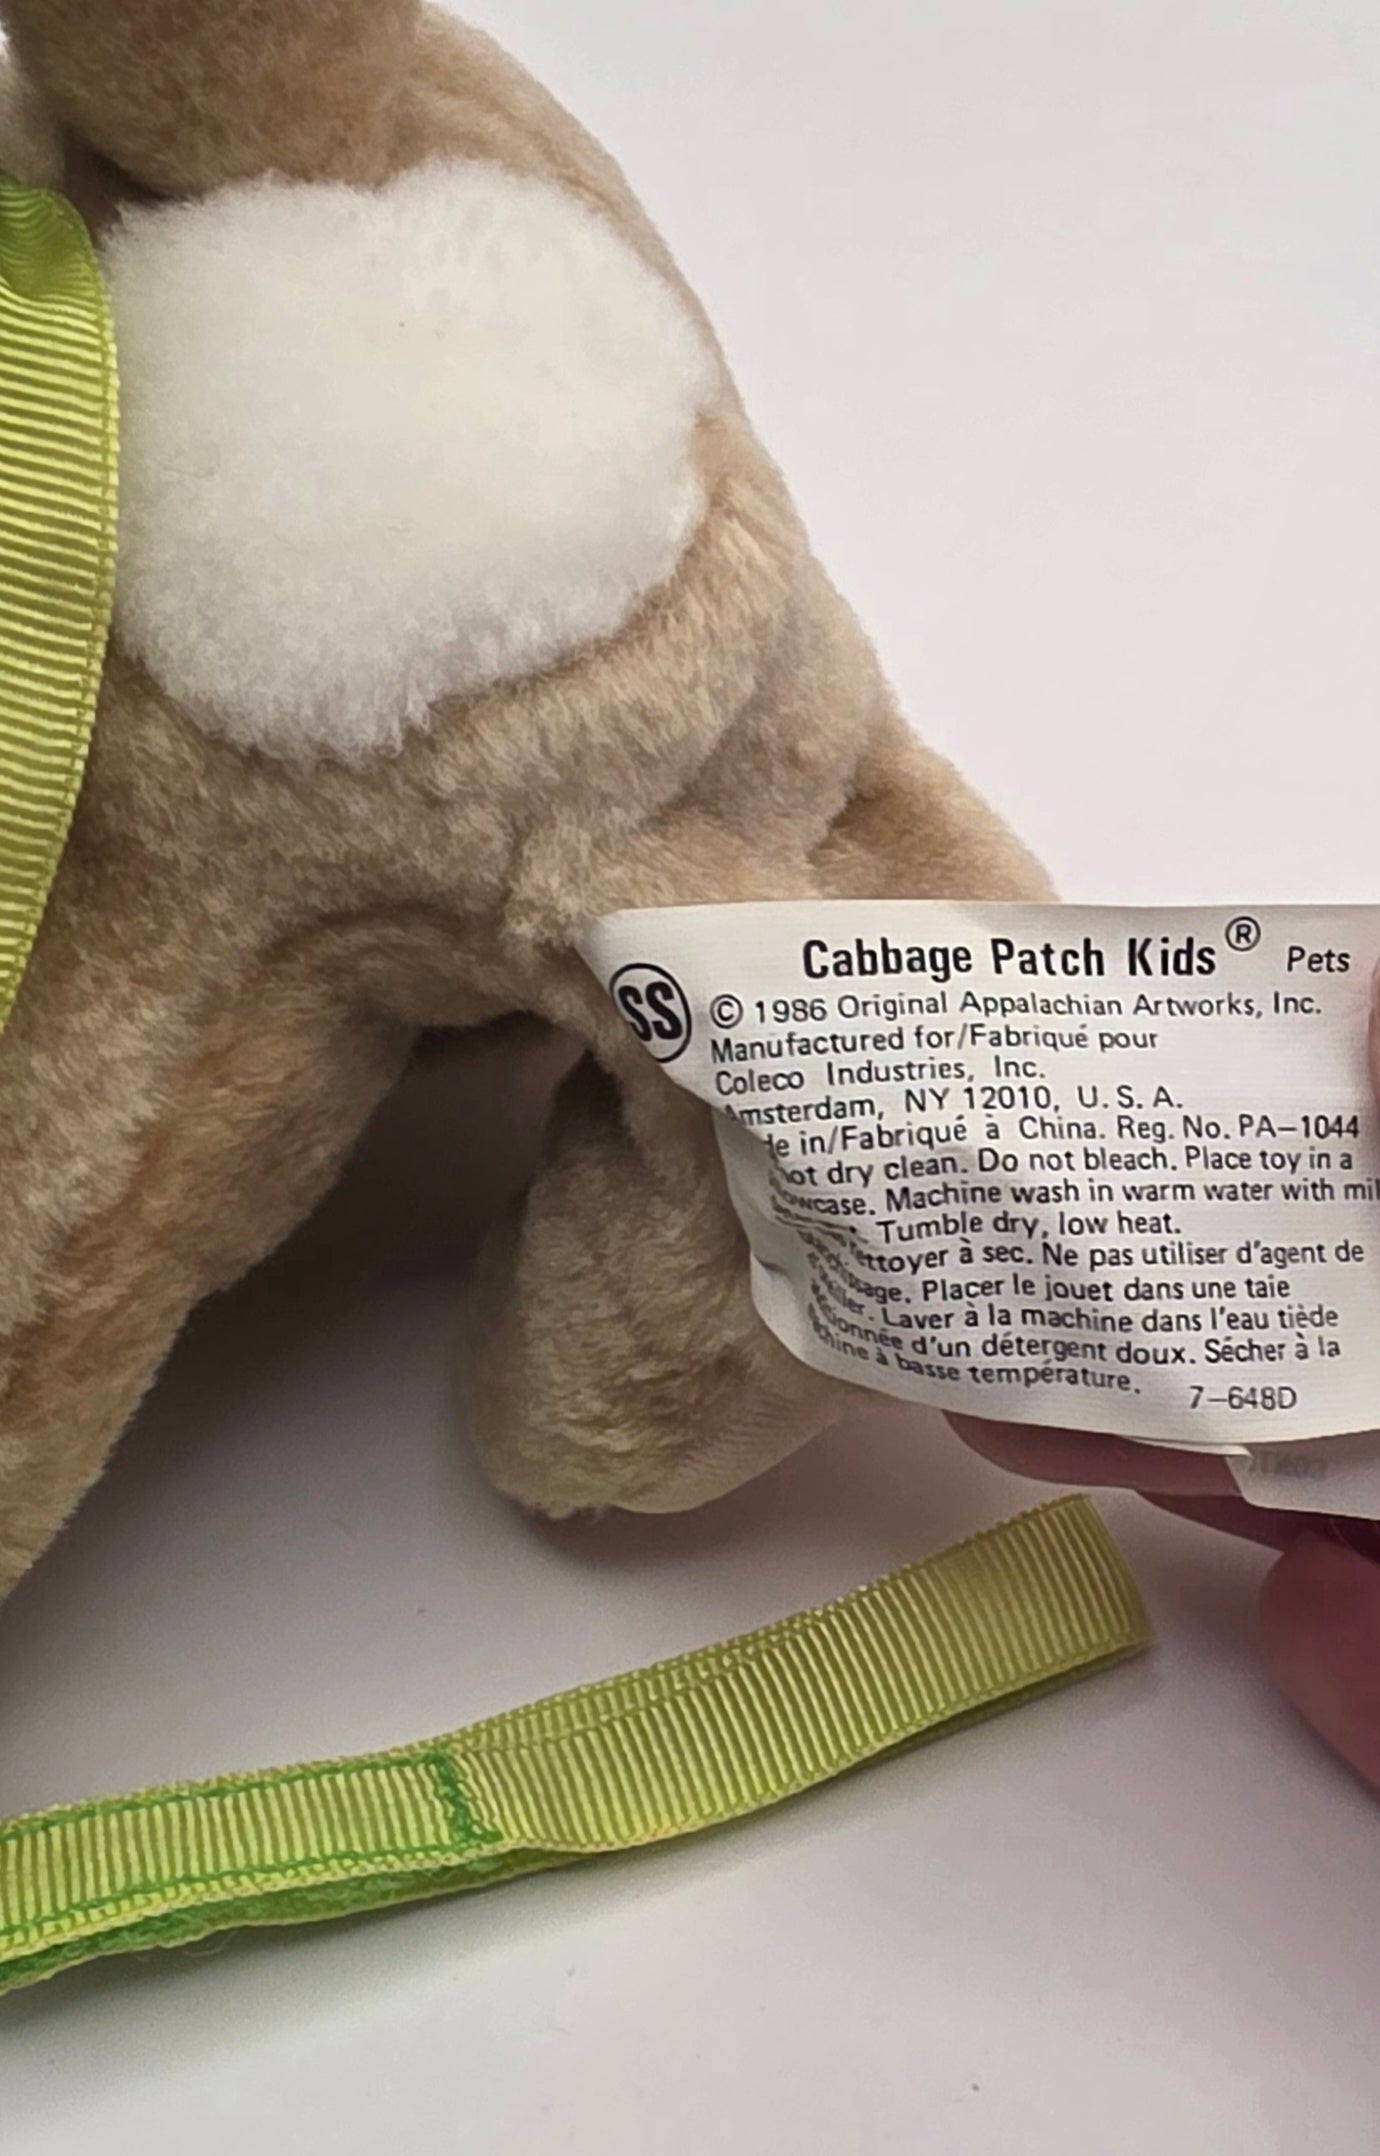 Cabbage Patch Kids® Pets
SS
© 1986 Original Appalachian Artworks, Inc.
Manufactured for/Fabriqué pour
Coleco Industries, Inc.
Amsterdam, NY 12010, U.S.A.
in/Fabriqué à China. Reg. No. PA-1044
dry clean. Do not bleach. Place toy in a
Machine wash in warm water with
Tumble dry, low heat.
à sec. Ne pas utiliser d'agent de
Placer le jouet dans une taie
Laver à la machine dans l'eau tiède
d'un détergent doux. Sécher à la
à basse température.
7-648D